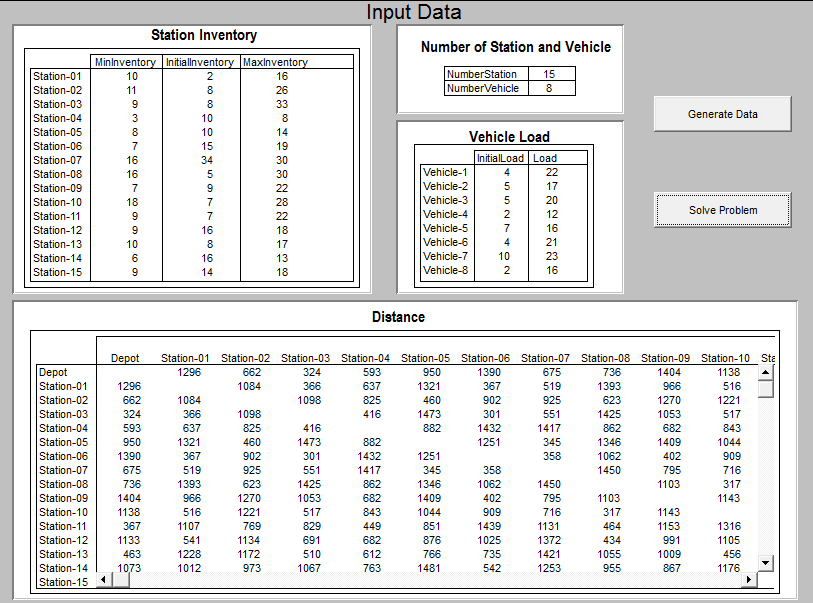 Input Data
Station Inventory
MinInventory InitialInventory MaxInventory
Station-01 10 2 16
Station-02 11 8 26
Station-03 9 8 33
Station-04 3 10 8
Station-05 8 10 14
Station-06 7 15 19
Station-07 16 34 30
Station-08 16 5 30
Station-09 7 9 22
Station-10 18 7 28
Station-11 9 7 22
Station-12 9 16 18
Station-13 10 8 17
Station-14 6 16 13
Station-15 9 14 18
Number of Station and Vehicle
NumberStation 15
NumberVehicle 8
Vehicle Load
InitialLoad Load
Vehicle-1 4 22
Vehicle-2 5 17
Vehicle-3 5 20
Vehicle-4 2 12
Vehicle-5 7 16
Vehicle-6 4 21
Vehicle-7 10 23
Vehicle-8 2 16
Generate Data
Solve Problem
Distance
Depot Station-01 Station-02 Station-03 Station-04 Station-05 Station-06 Station-07 Station-08 Station-09 Station-10 Sta
Depot 1296 662 324 593 950 1390 675 736 1404 1138
Station-01 1296 1084 366 637 1321 367 519 1393 966 516
Station-02 662 1084 1098 825 460 902 925 623 1270 1221
Station-03 324 366 1098 416 1473 301 551 1425 1053 517
Station-04 593 637 825 416 882 1432 1417 862 682 843
Station-05 950 1321 460 1473 882 1251 345 1346 1409 1044
Station-06 1390 367 902 301 1432 1251 358 1062 402 909
Station-07 675 519 925 551 1417 345 358 1450 795 716
Station-08 736 1393 623 1425 862 1346 1062 1450 1103 317
Station-09 1404 966 1270 1053 682 1409 402 795 1103 1143
Station-10 1138 516 1221 517 843 1044 909 716 317 1143
Station-11 367 1107 769 829 449 851 1439 1131 464 1153 1316
Station-12 1133 541 1134 691 682 876 1025 1372 434 991 1105
Station-13 463 1228 1172 510 612 766 735 1421 1055 1009 456
Station-14 1073 1012 973 1067 763 1481 542 1253 955 867 1176
Station-15